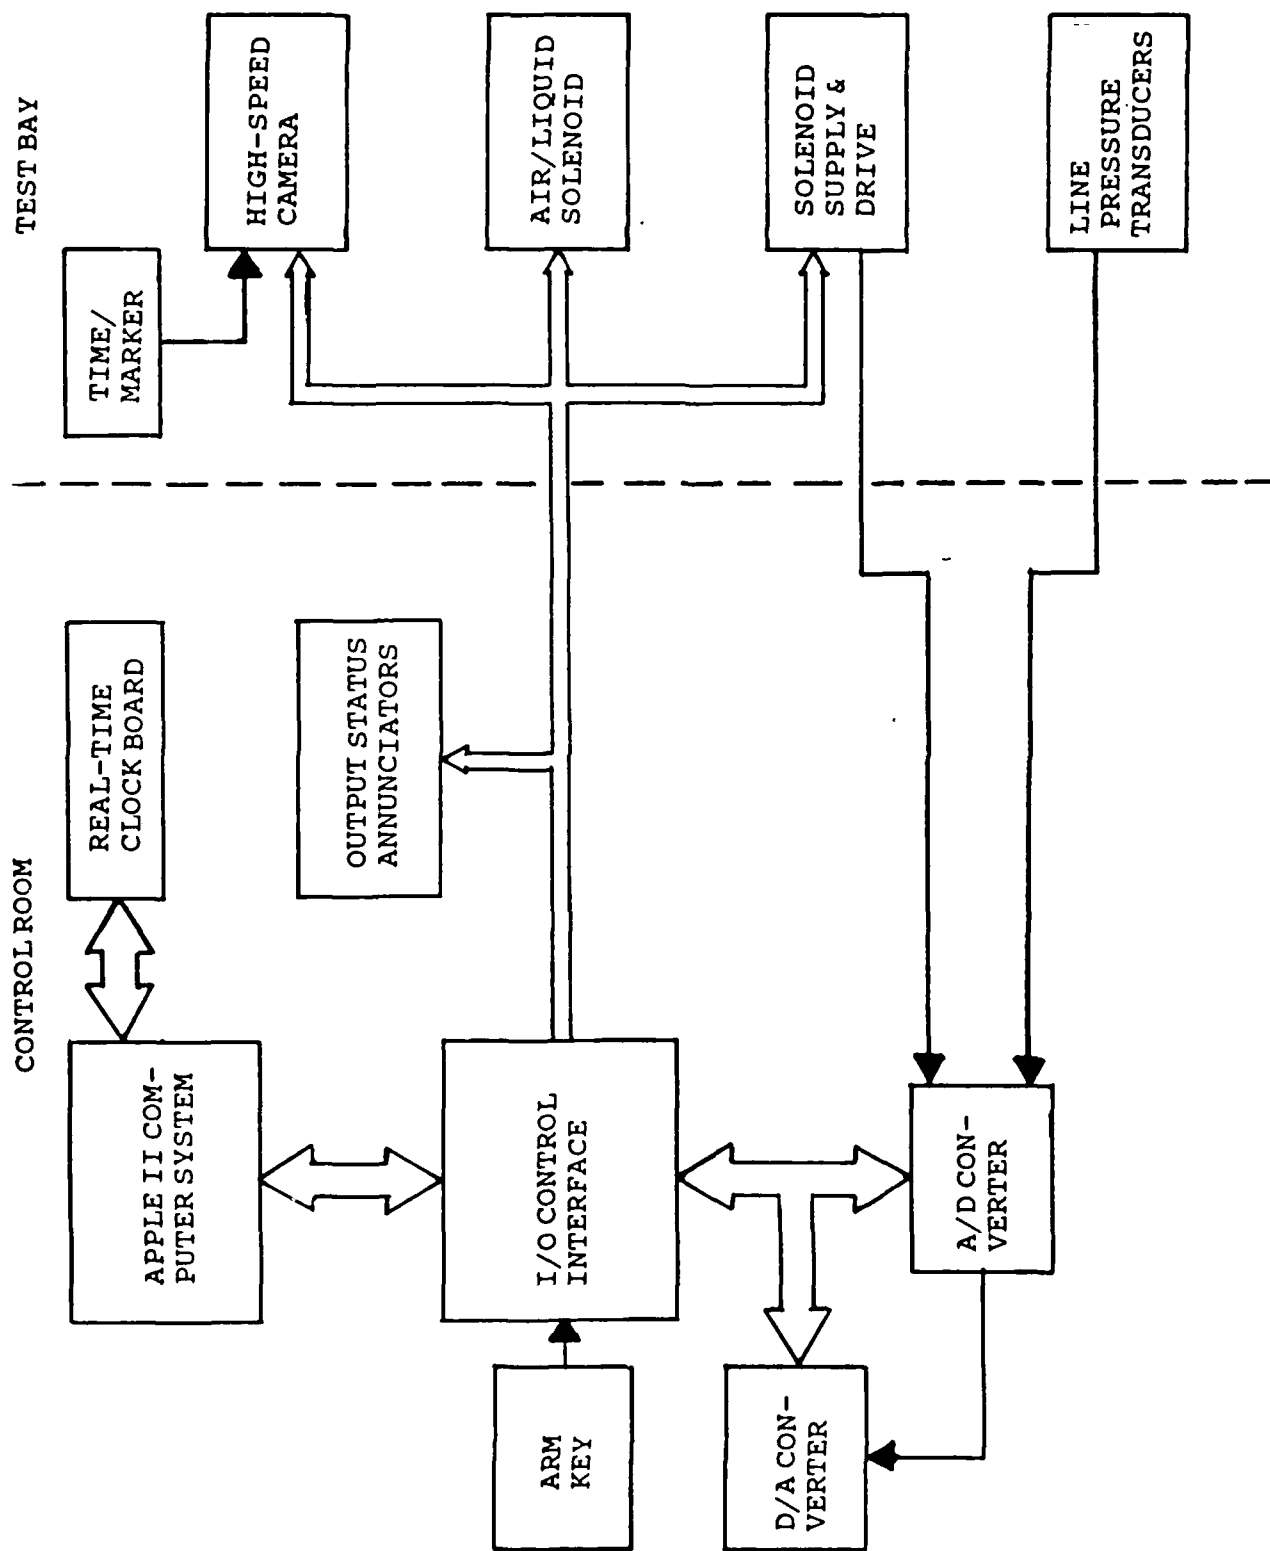 CONTROL ROOM
TEST BAY
APPLE II COM-
PUTER SYSTEM
REAL-TIME
CLOCK BOARD
TIME/
MARKER
HIGH-SPEED
CAMERA
OUTPUT STATUS
ANNUNCIATORS
ARM
KEY
I/O CONTROL
INTERFACE
AIR/LIQUID
SOLENOID
D/A CON-
VERTER
A/D CON-
VERTER
SOLENOID
SUPPLY &
DRIVE
LINE
PRESSURE
TRANSDUCERS